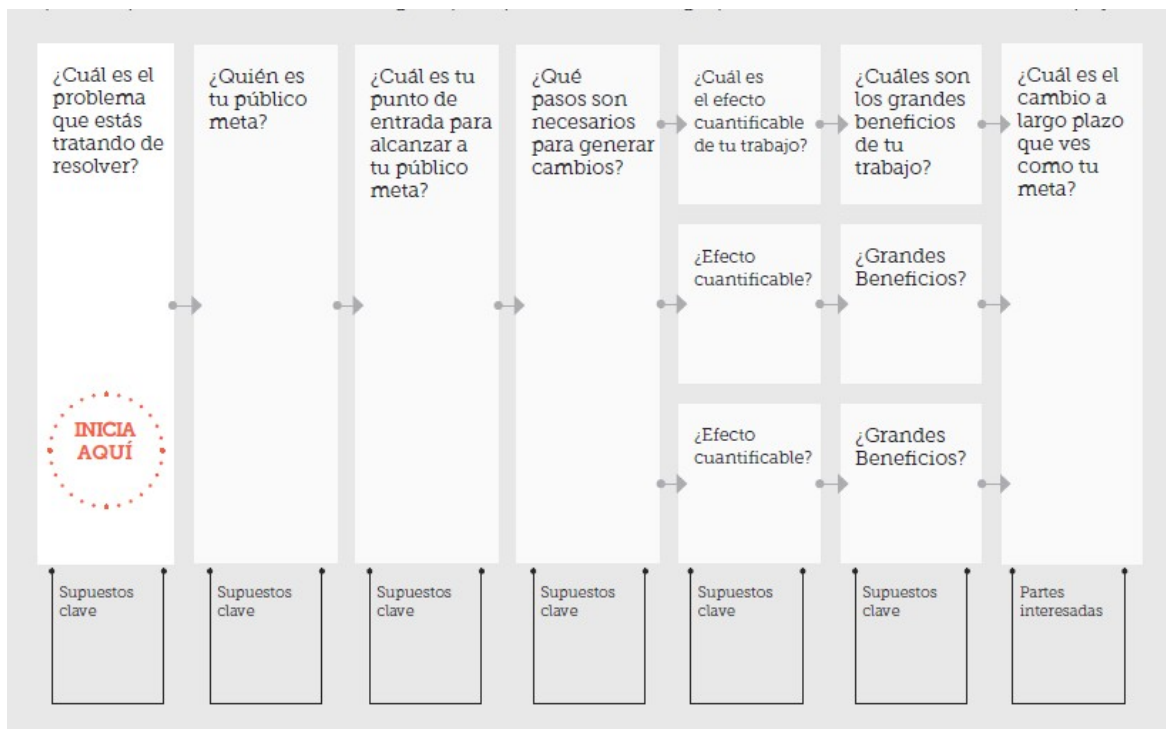 ¿Cuál es el
problema
que estás
tratando de
resolver?
INICIA
AQUÍ
¿Quién es
tu público
meta?
¿Cuál es tu
punto de
entrada para
alcanzar a
tu público
meta?
¿Qué
pasos son
necesarios
para generar
cambios?
¿Cuál es
el efecto
cuantificable
de tu trabajo?
¿Efecto
cuantificable?
¿Efecto
cuantificable?
¿Cuáles son
los grandes
beneficios
de tu
trabajo?
¿Grandes
Beneficios?
¿Grandes
Beneficios?
¿Cuál es el
cambio a
largo plazo
que ves
como tu
meta?
Supuestos
clave
Supuestos
clave
Supuestos
clave
Supuestos
clave
Supuestos
clave
Supuestos
clave
Partes
interesadas